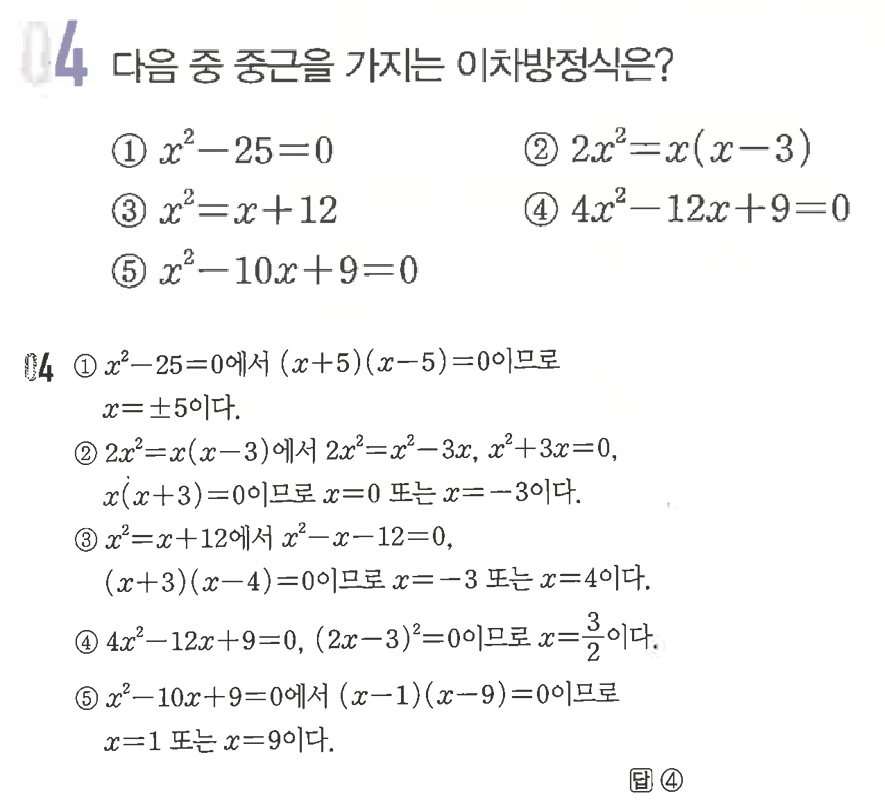 04 다음 중 중근을 가지는 이차방정식은?
① x²-25=0 ② 2x²=x(x-3)
③ x²=x+12 ④ 4x²-12x+9=0
⑤ x²-10x+9=0
04 ① x²-25=0에서 (x+5)(x-5)=0이므로
x=±5이다.
② 2x²=x(x-3)에서 2x²=x²-3x, x²+3x=0,
x(x+3)=0이므로 x=0 또는 x=-3이다.
③ x²=x+12에서 x²-x-12=0,
(x+3)(x-4)=0이므로 x=-3 또는 x=4이다.
④ 4x²-12x+9=0, (2x-3)²=0이므로 x=3/2이다.
⑤ x²-10x+9=0에서 (x-1)(x-9)=0이므로
x=1 또는 x=9이다.
답 ④